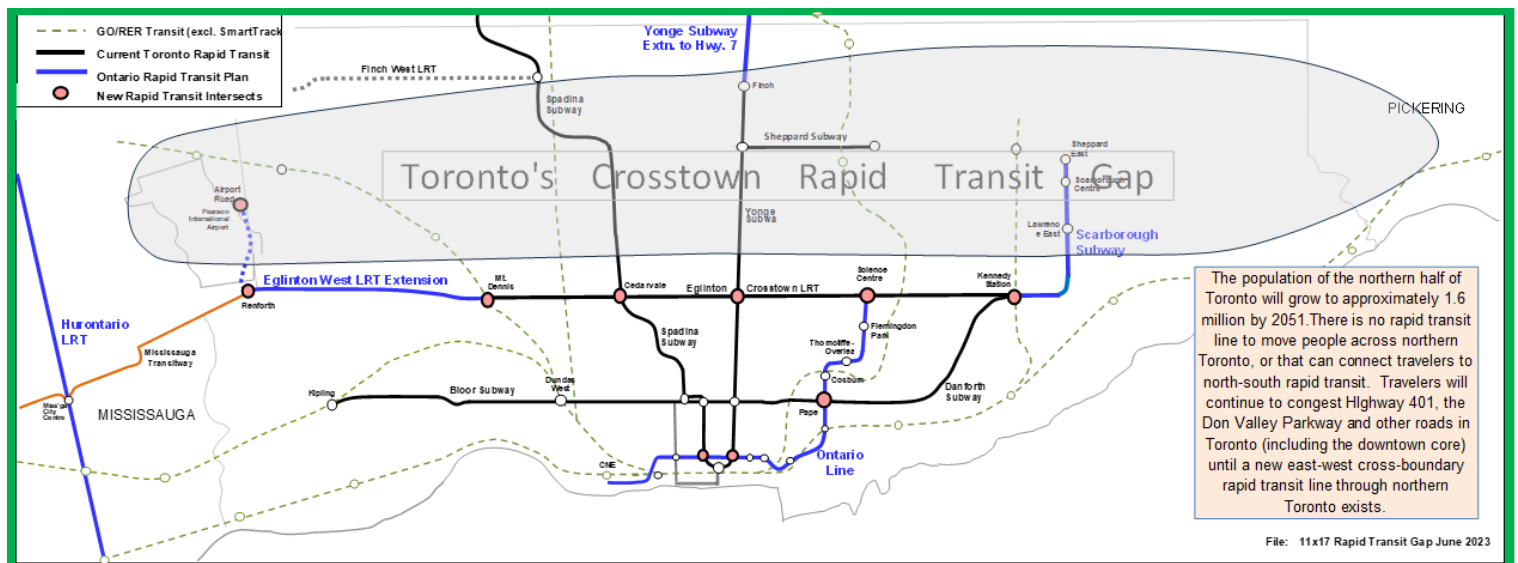 GO/RER Transit (excl. SmartTrack
Current Toronto Rapid Transit
Ontario Rapid Transit Plan
New Rapid Transit Intersects
Yonge Subway
Extn. to Hwy. 7
Finch West LRT
Spadina
Subway
Finch
PICKERING
Sheppard Subway
Sheppard
East
Toronto's Crosstown Rapid Transit Gap
Scarborough
Centre
Airport
Road
Pearson
International
Airport
Yonge
Subwa
Lawrenc
e East
Scarborough
Subway
Eglinton West LRT Extension
Mt.
Dennis
Cedarvale
Eglinton
Crosstown LRT
Science
Centre
Kennedy
Station
Renforth
Hurontario
LRT
Mississauga
Transitway
Spadina
Subway
Flemingdon
Park
Thorncliffe-
Overlea
Cosburn
Kipling
Bloor Subway
Dundas
West
Danforth
Subway
Pape
Miss'ga
City
Centre
MISSISSAUGA
CNE
Ontario
Line
The population of the northern half of
Toronto will grow to approximately 1.6
million by 2051.There is no rapid transit
line to move people across northern
Toronto, or that can connect travelers to
north-south rapid transit. Travelers will
continue to congest HIghway 401, the
Don Valley Parkway and other roads in
Toronto (including the downtown core)
until a new east-west cross-boundary
rapid transit line through northern
Toronto exists.
File: 11x17 Rapid Transit Gap June 2023